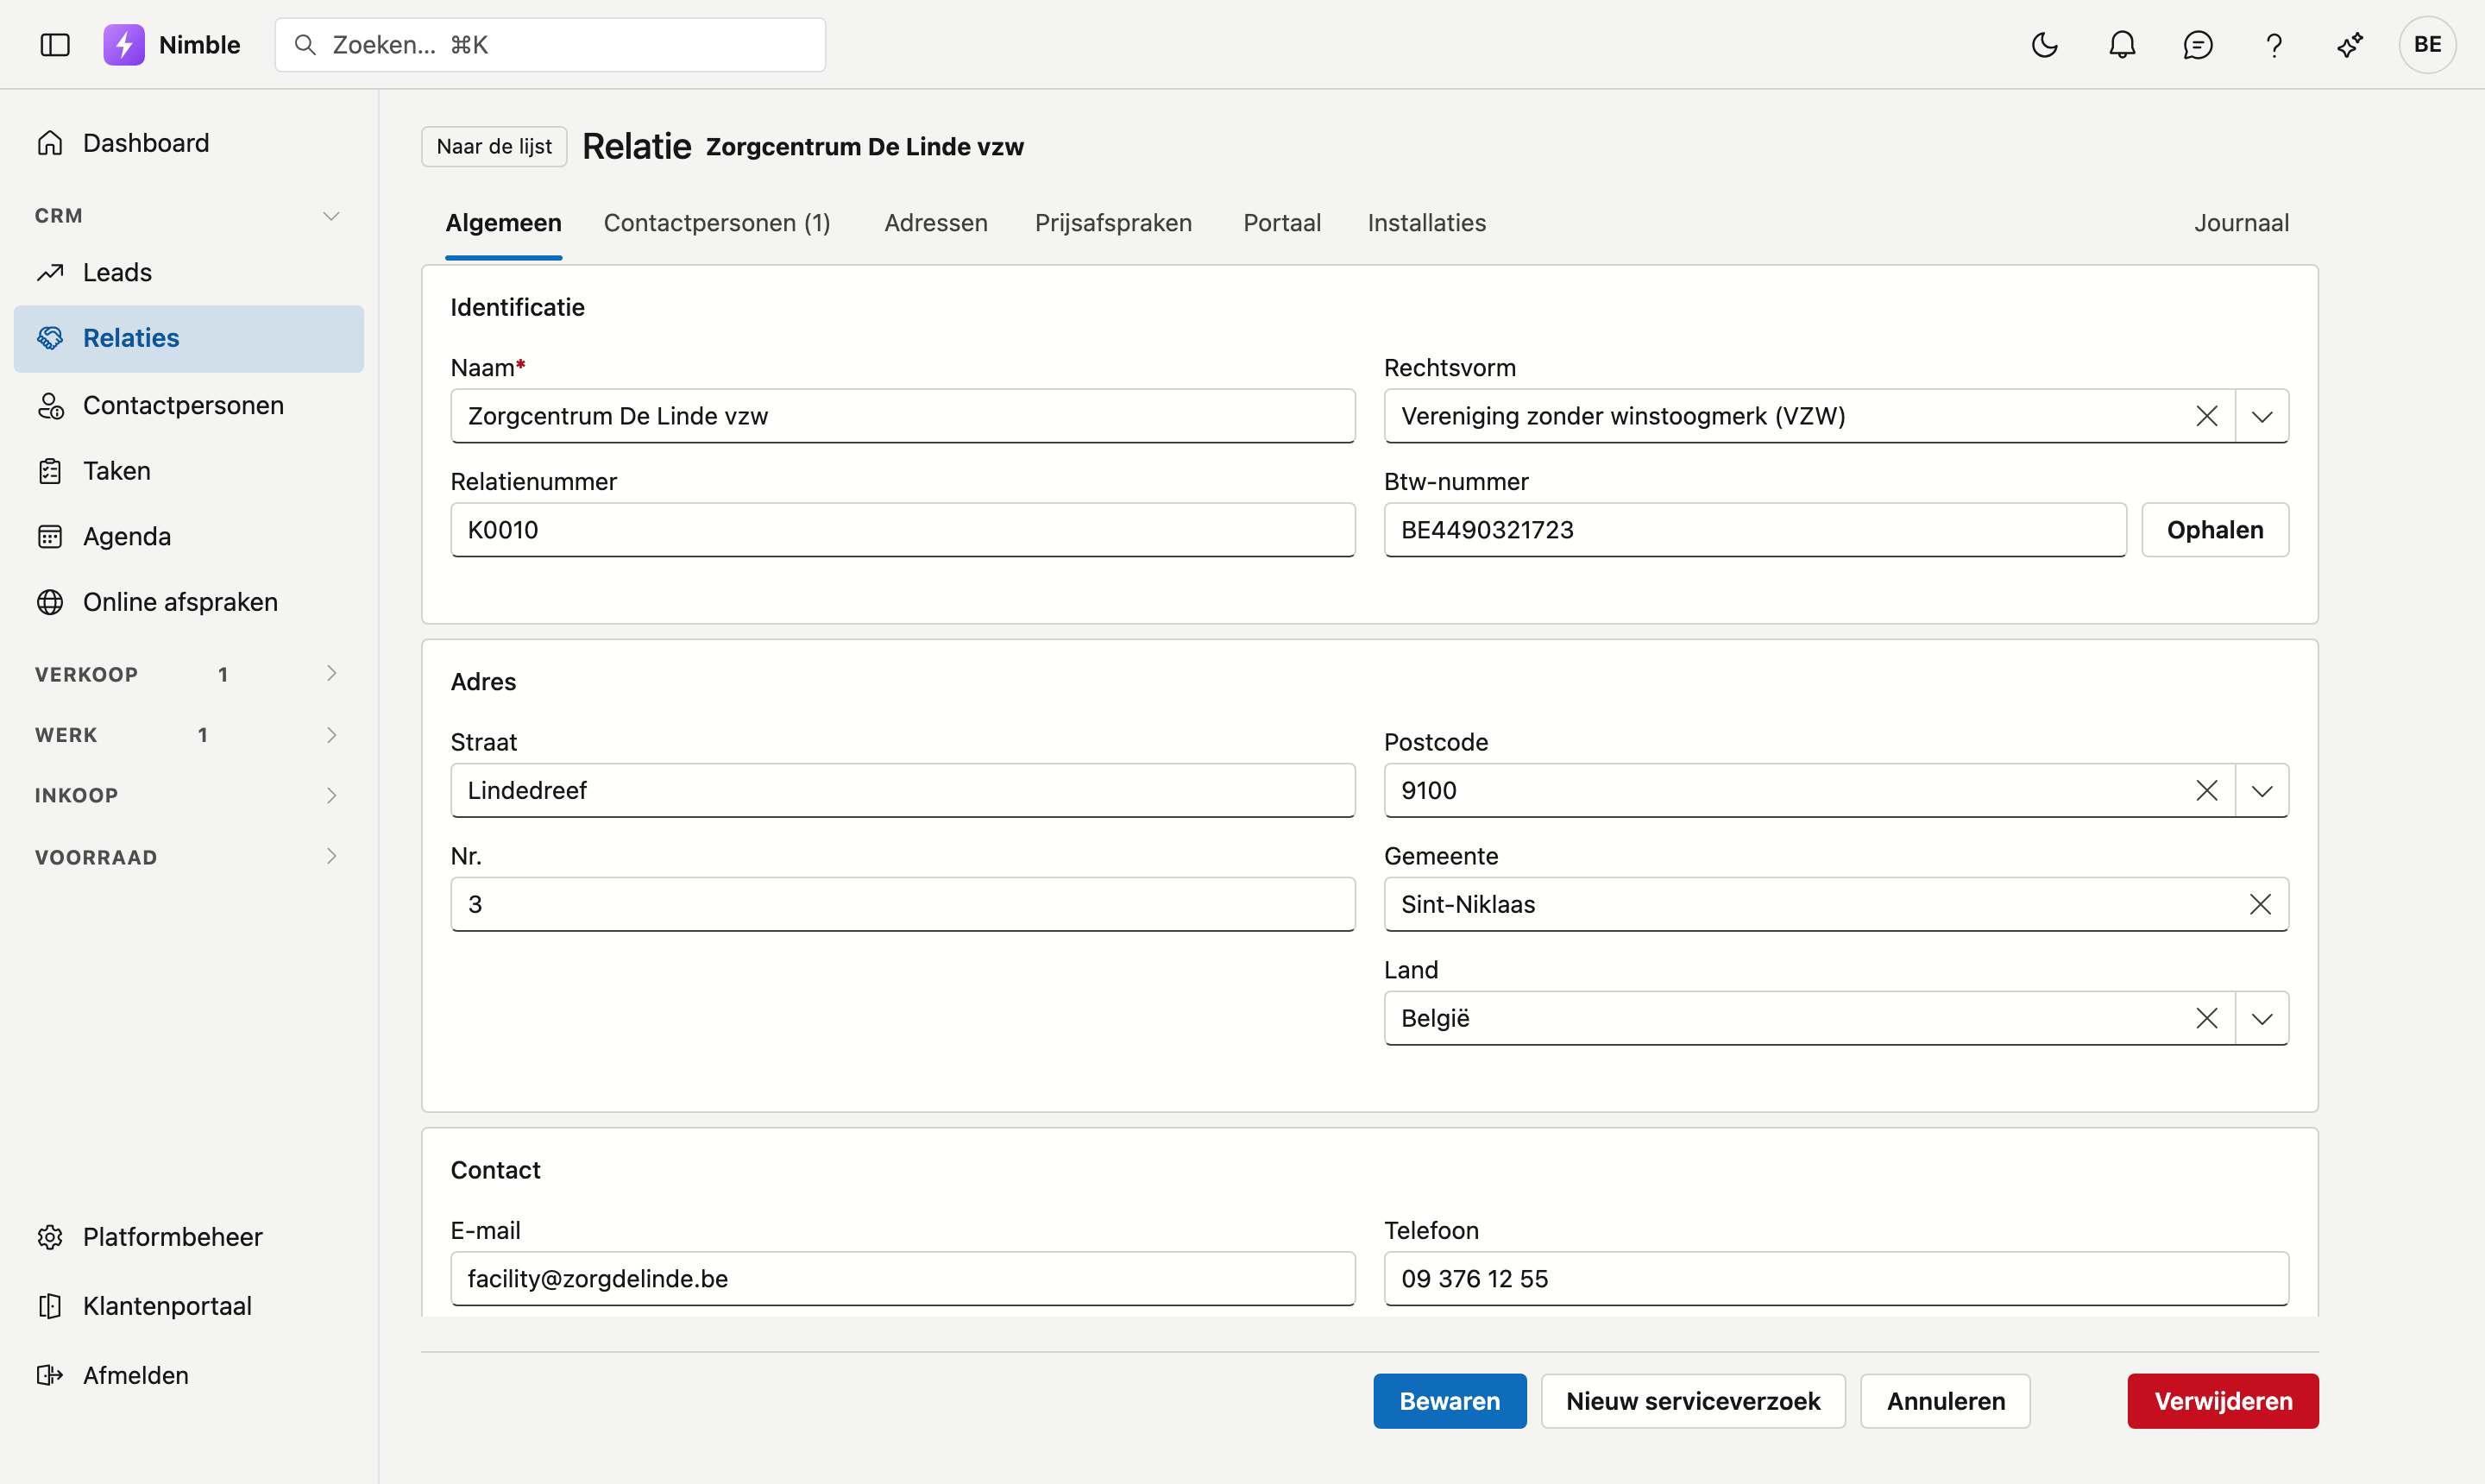 Nimble
Zoeken... ⌘K
BE
Dashboard
CRM
Leads
Relaties
Contactpersonen
Taken
Agenda
Online afspraken
VERKOOP 1
WERK 1
INKOOP
VOORRAAD
Platformbeheer
Klantenportaal
Afmelden
Naar de lijst Relatie Zorgcentrum De Linde vzw
Algemeen Contactpersonen (1) Adressen Prijsafspraken Portaal Installaties Journaal
Identificatie
Naam* Rechtsvorm
Zorgcentrum De Linde vzw Vereniging zonder winstoogmerk (VZW)
Relatienummer Btw-nummer
K0010 BE4490321723 Ophalen
Adres
Straat Postcode
Lindedreef 9100
Nr. Gemeente
3 Sint-Niklaas
Land
België
Contact
E-mail Telefoon
facility@zorgdelinde.be 09 376 12 55
Bewaren Nieuw serviceverzoek Annuleren Verwijderen